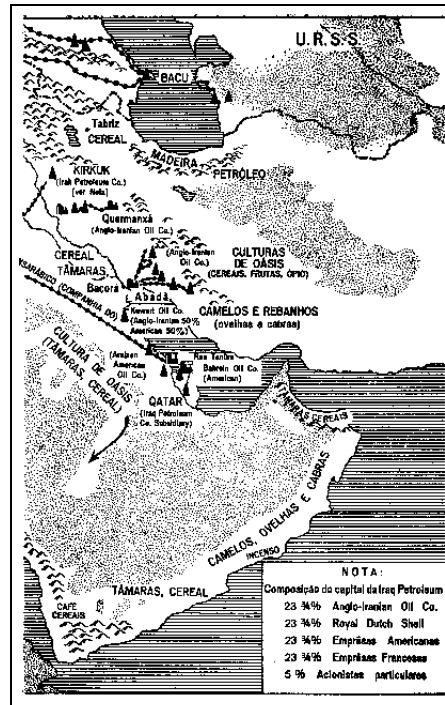 U.R.S.S.
BACU
Tabriz
CEREAL
MADEIRA
PETRÓLEO
KIRKUK
(Irak Petroleum Co.)
[ver Nota]
Quermanxá
(Anglo-Iranian Oil Co.)
CEREAL
TÂMARAS,
(Anglo-Iranian
Oil Co.)
CULTURAS
DE OÁSIS
(CEREAIS, FRUTAS, ÓPIO)
Baçorá
Abadã
CAMELOS E REBANHOS
(ovelhas e cabras)
Kuwait Oil Co.
(Anglo-Iranian 50%
American 50%)
(COMPANHIA DO
CULTURA DE OÁSIS
(TÂMARAS, CEREAL)
(Arabian
American
Oil Co.)
Ras Tanura
Bahrein Oil Co.
(American)
QATAR
(Iraq Petroleum
Co. Subsidiary)
TÂMARAS CEREAIS
CAMELOS, OVELHAS E CABRAS
INCENSO
TÂMARAS, CEREAL
CAFÉ
CEREAIS
NOTA:
Composição do capital da Iraq Petroleum
23 ¾% Anglo-Iranian Oil Co.
23 ¾% Royal Dutch Shell
23 ¾% Emprêsas Americanas
23 ¾% Emprêsas Francesas
5 % Acionistas particulares